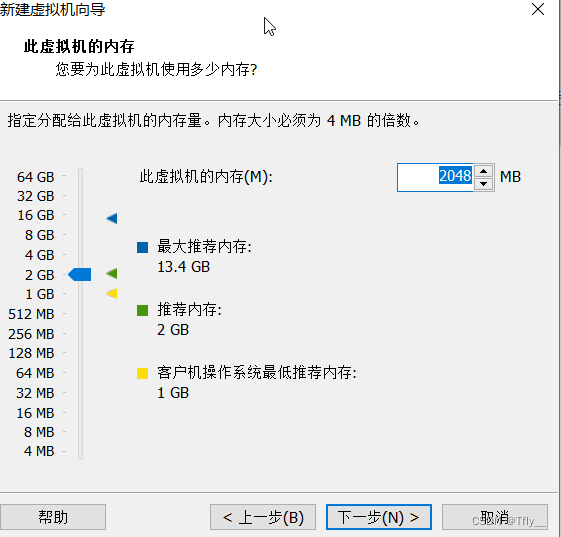 新建虚拟机向导
此虚拟机的内存
您要为此虚拟机使用多少内存?
指定分配给此虚拟机的内存量。内存大小必须为 4 MB 的倍数。
此虚拟机的内存(M): 2048 MB
64 GB
32 GB
16 GB
8 GB
4 GB
2 GB
1 GB
512 MB
256 MB
128 MB
64 MB
32 MB
16 MB
8 MB
4 MB
最大推荐内存:
13.4 GB
推荐内存:
2 GB
客户机操作系统最低推荐内存:
1 GB
帮助 < 上一步(B) 下一步(N) > 取消
CSDN @Tfly__